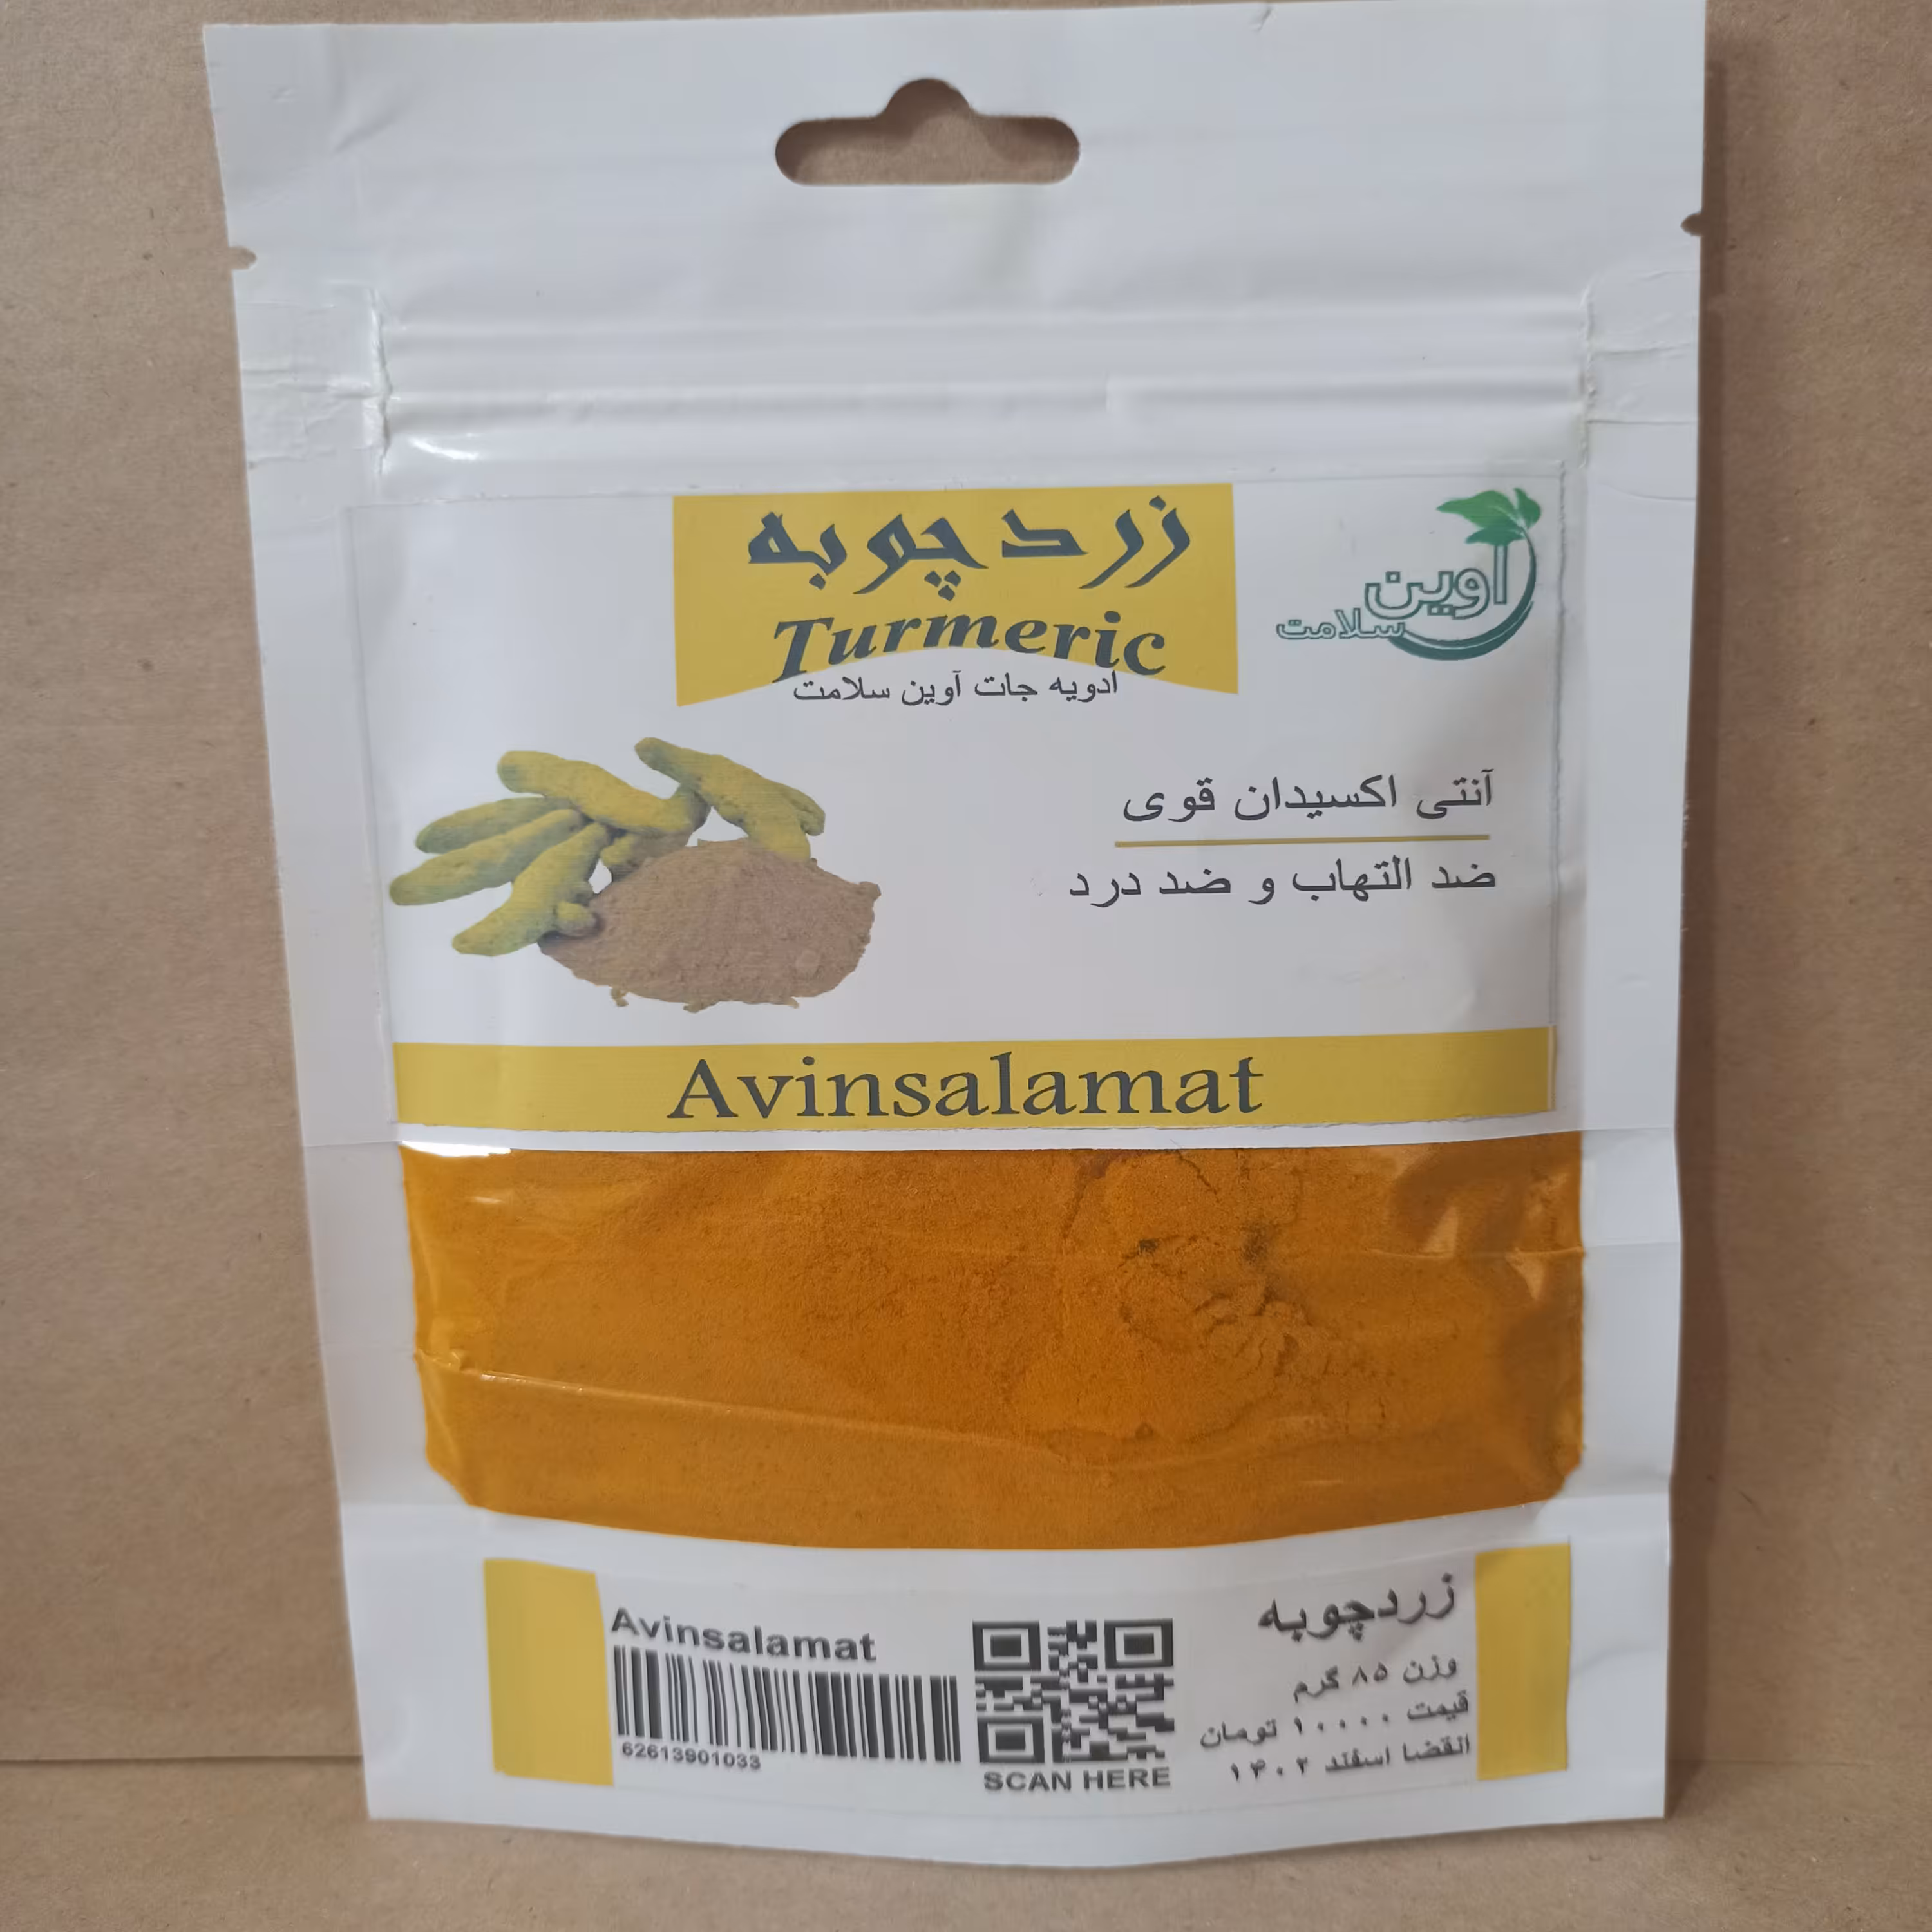 زردچوبه
Turmeric
ادویه جات آوین سلامت
آوین
سلامت
آنتی اکسیدان قوی
ضد التهاب و ضد درد
Avinsalamat
زردچوبه
وزن ۸۵ گرم
قیمت ۱۰۰۰۰ تومان
انقضا اسفند ۱۴۰۲
Avinsalamat
62613901033
SCAN HERE